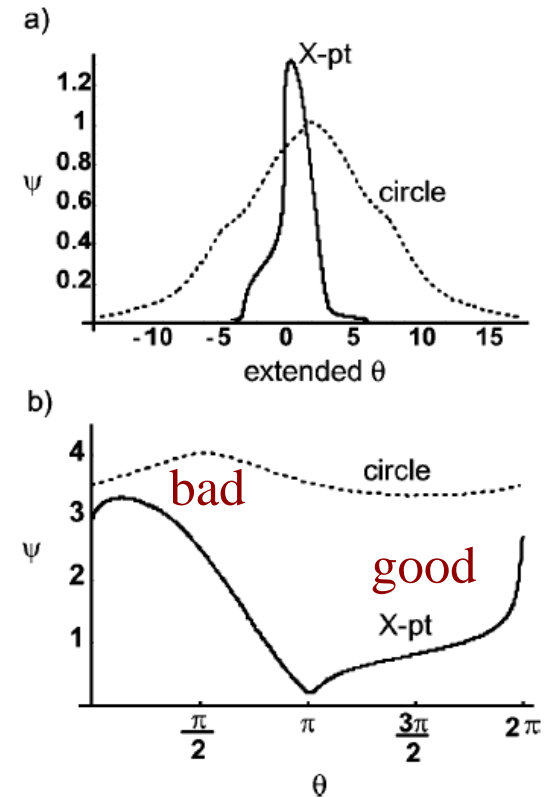 a)
X-pt
1.2
1
0.8
ψ
circle
0.6
0.4
0.2
-10 -5 0 5 10 15
extended θ
b)
4
circle
bad
3
ψ
good
2
X-pt
1
π/2 π 3π/2 2π
θ